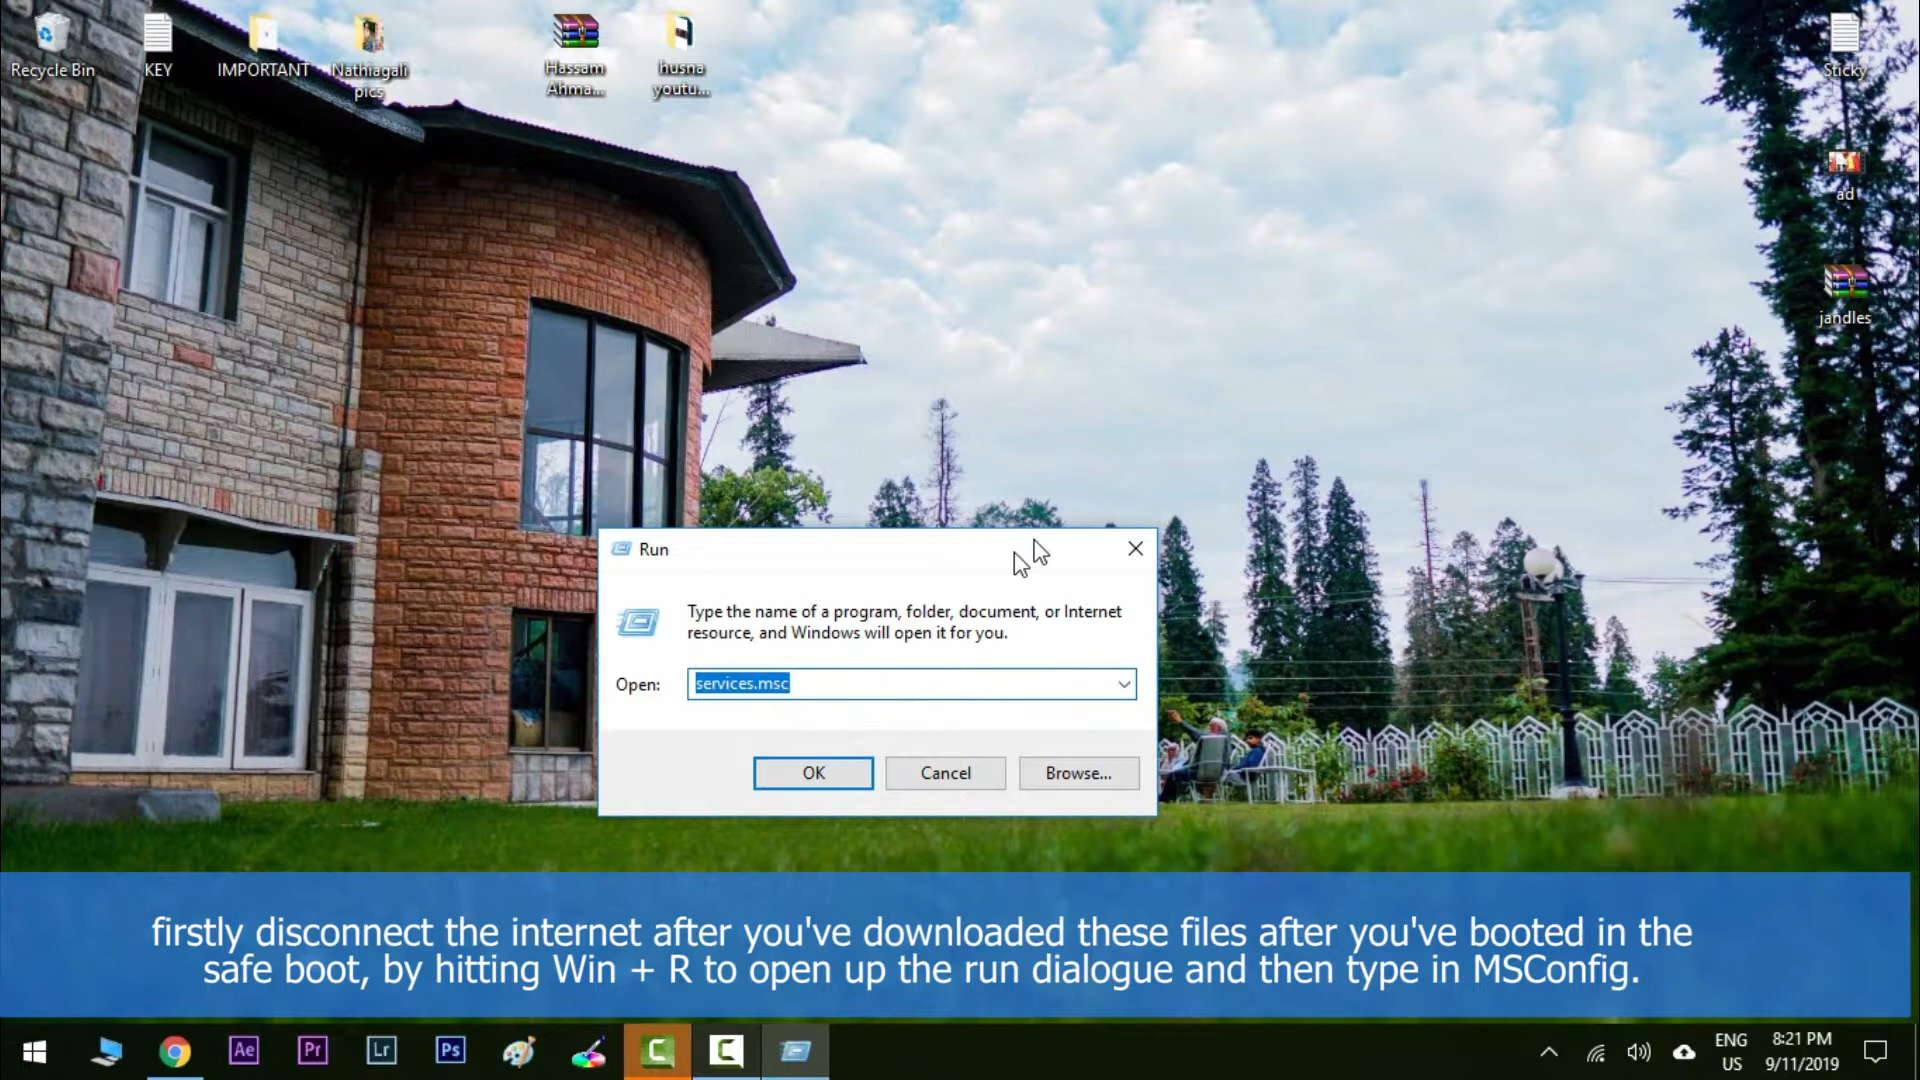 Recycle Bin
KEY
IMPORTANT
Nathiagali
pics
Hassam
Ahma...
husna
youtu...
Sticky
ad
jandles
Run
Type the name of a program, folder, document, or Internet
resource, and Windows will open it for you.
Open:
services.msc
OK
Cancel
Browse...
firstly disconnect the internet after you've downloaded these files after you've booted in the
safe boot, by hitting Win + R to open up the run dialogue and then type in MSConfig.
Ae
Pr
Lr
Ps
ENG
US
8:21 PM
9/11/2019